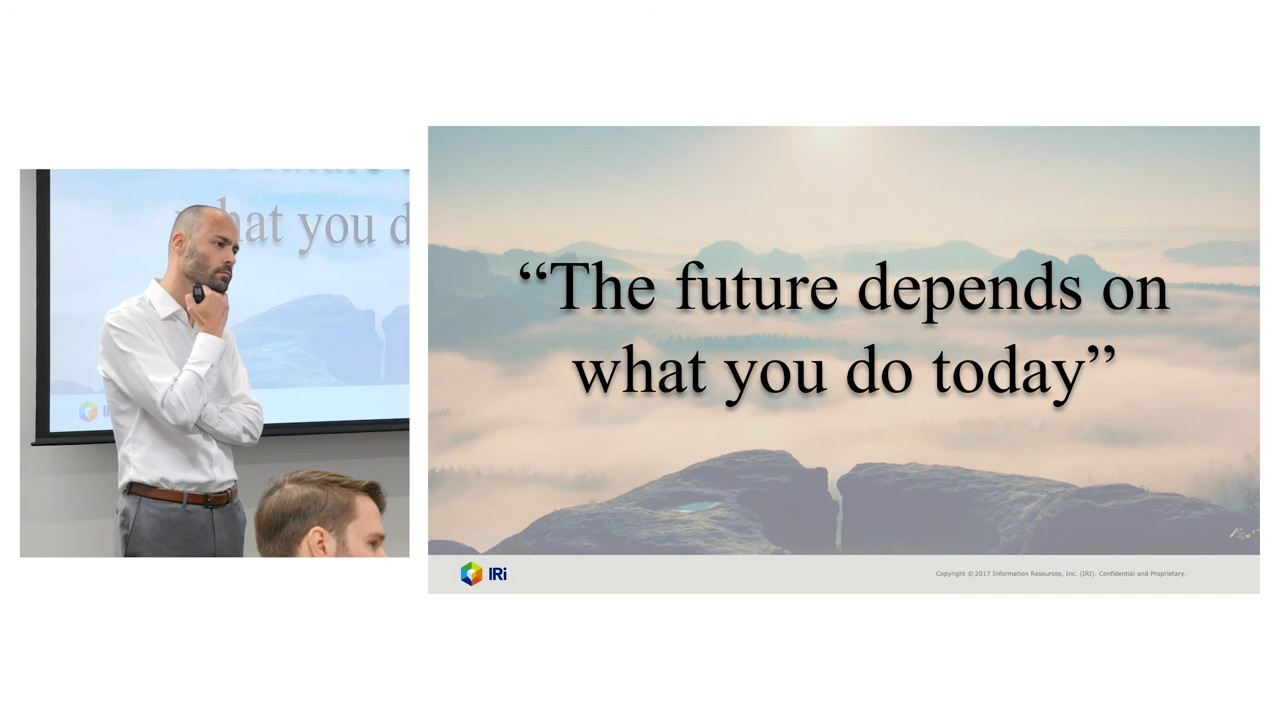 what you d
“The future depends on
what you do today”
IRi
Copyright © 2017 Information Resources, Inc. (IRI). Confidential and Proprietary.